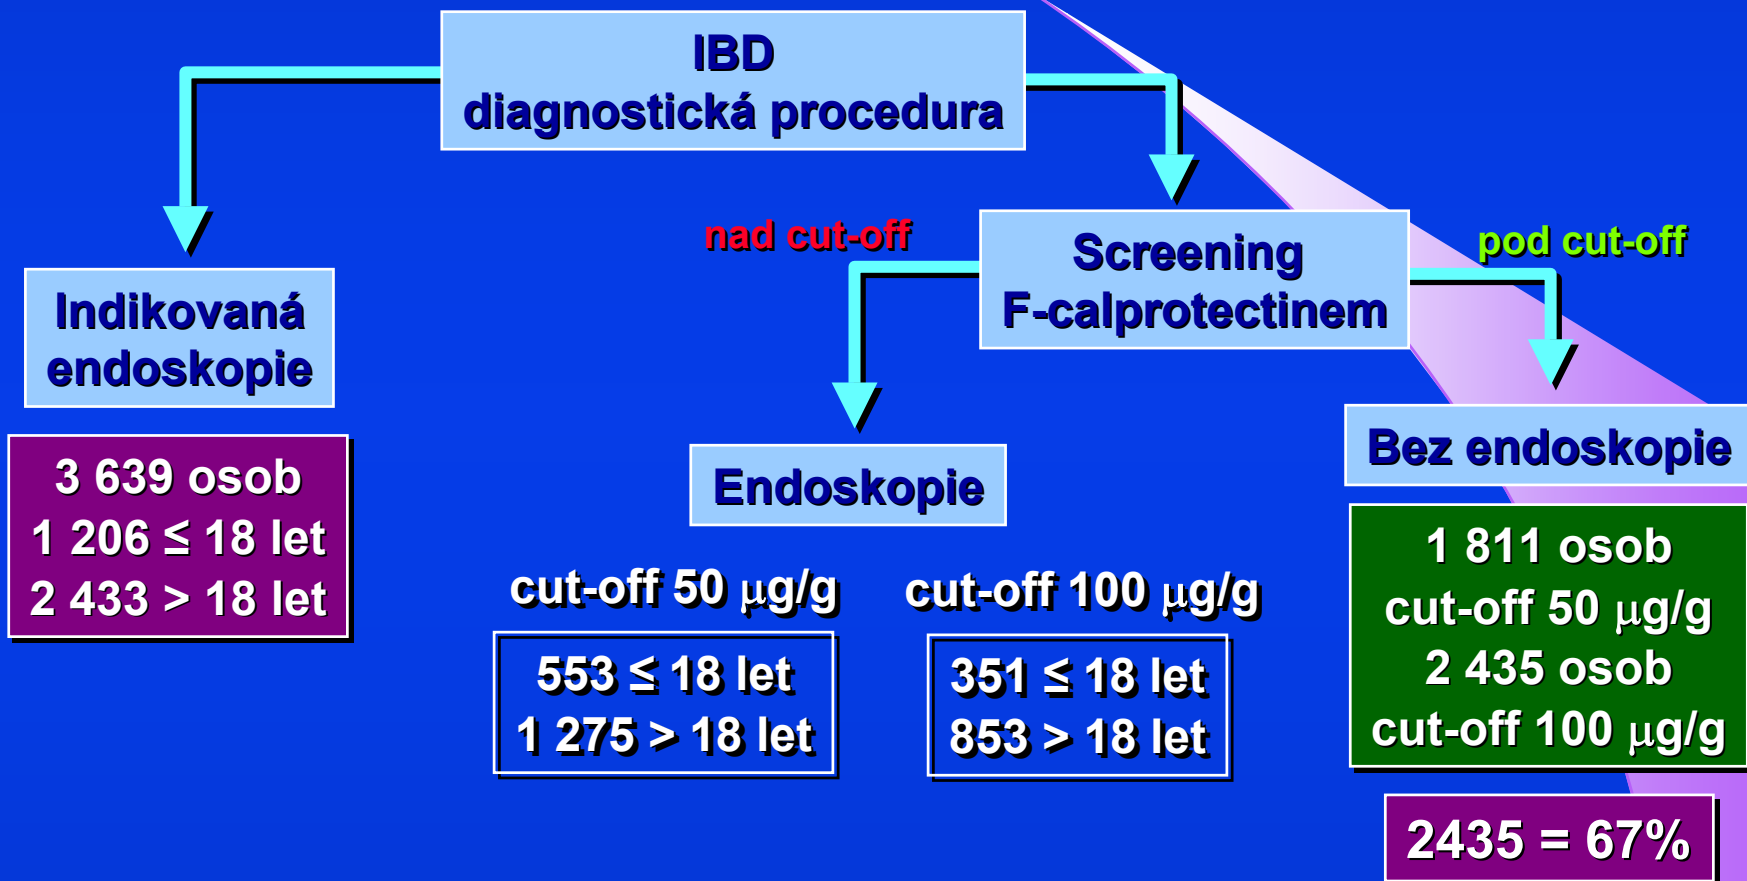 IBD
diagnostická procedura
nad cut-off
Screening
F-calprotectinem
pod cut-off
Indikovaná
endoskopie
3 639 osob
1 206 ≤ 18 let
2 433 > 18 let
Endoskopie
cut-off 50 μg/g
553 ≤ 18 let
1 275 > 18 let
cut-off 100 μg/g
351 ≤ 18 let
853 > 18 let
Bez endoskopie
1 811 osob
cut-off 50 μg/g
2 435 osob
cut-off 100 μg/g
2435 = 67%